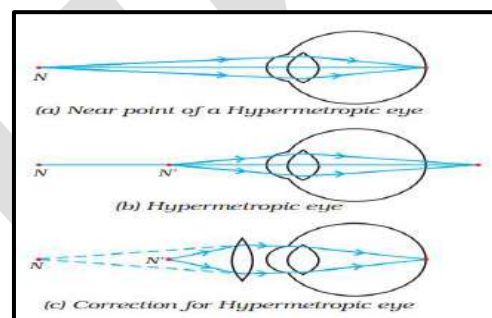 N
(a) Near point of a Hypermetropic eye
N N'
(b) Hypermetropic eye
N N'
(c) Correction for Hypermetropic eye